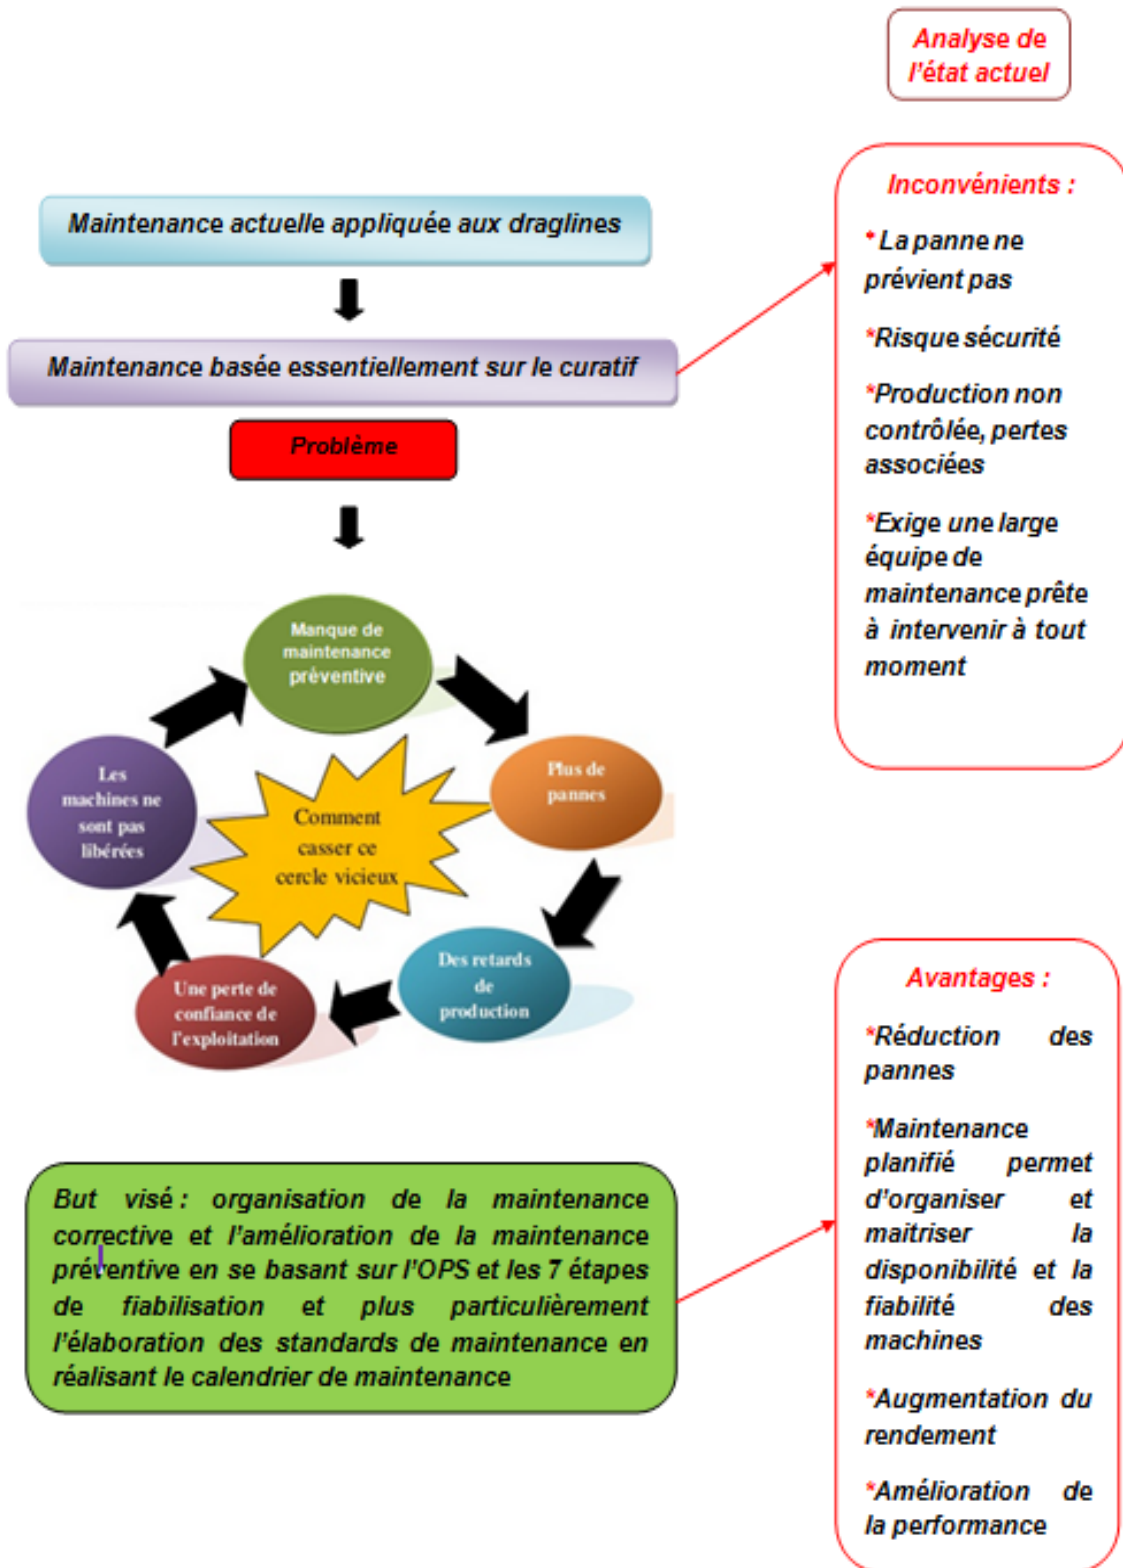 Analyse de
l'état actuel
Maintenance actuelle appliquée aux draglines
Maintenance basée essentiellement sur le curatif
Problème
Inconvénients :
* La panne ne
prévient pas
*Risque sécurité
*Production non
contrôlée, pertes
associées
*Exige une large
équipe de
maintenance prête
à intervenir à tout
moment
Manque de
maintenance
préventive
Plus de
pannes
Des retards
de
production
Une perte de
confiance de
l'exploitation
Les
machines ne
sont pas
libérées
Comment
casser ce
cercle vicieux
But visé : organisation de la maintenance
corrective et l'amélioration de la maintenance
préventive en se basant sur l'OPS et les 7 étapes
de fiabilisation et plus particulièrement
l'élaboration des standards de maintenance en
réalisant le calendrier de maintenance
Avantages :
*Réduction des
pannes
*Maintenance
planifié permet
d'organiser et
maitriser la
disponibilité et la
fiabilité des
machines
*Augmentation du
rendement
*Amélioration de
la performance